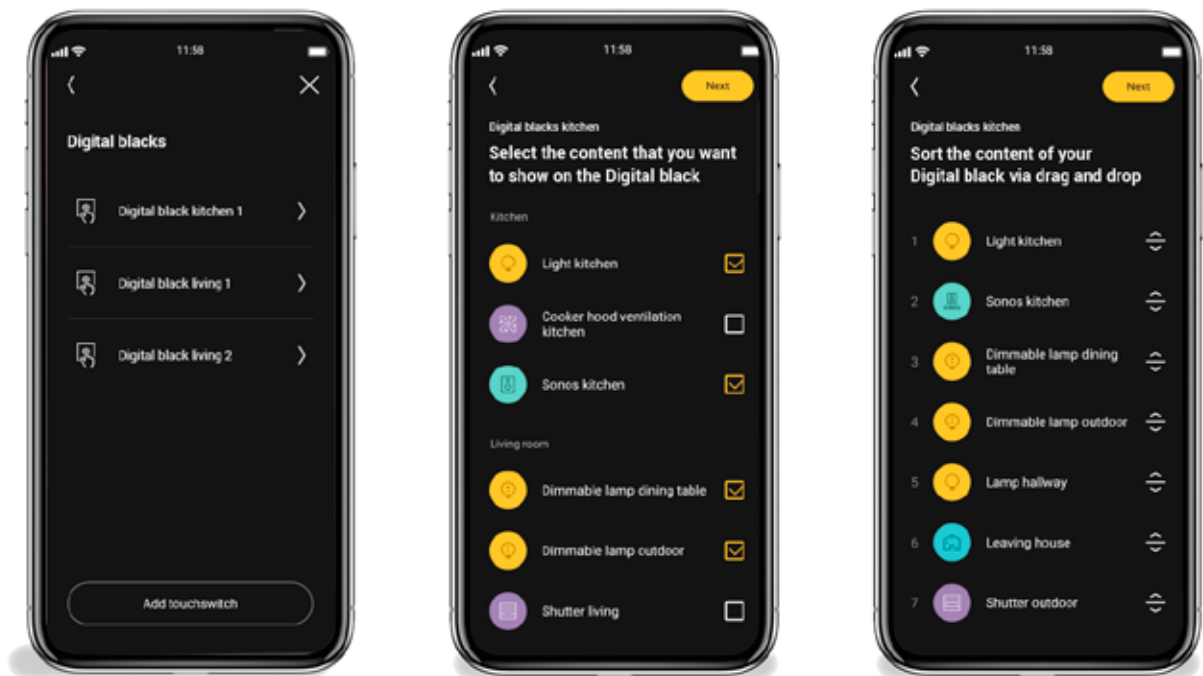 11:58
Digital blacks
Digital black kitchen 1
Digital black living 1
Digital black living 2
Add touchswitch
11:58
Next
Digital blacks kitchen
Select the content that you want
to show on the Digital black
Kitchen
Light kitchen
Cooker hood ventilation
kitchen
Sonos kitchen
Living room
Dimmable lamp dining table
Dimmable lamp outdoor
Shutter living
11:58
Next
Digital blacks kitchen
Sort the content of your
Digital black via drag and drop
1 Light kitchen
2 Sonos kitchen
3 Dimmable lamp dining
table
4 Dimmable lamp outdoor
5 Lamp hallway
6 Leaving house
7 Shutter outdoor